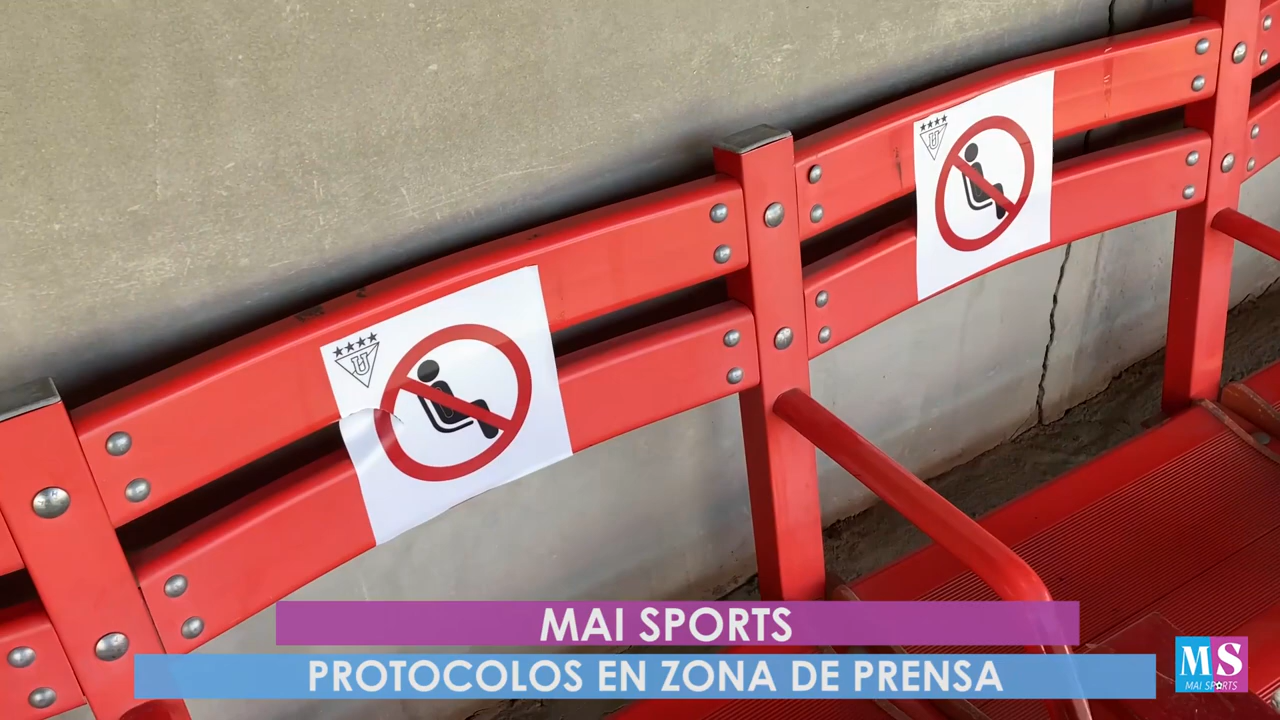 U
U
MAI SPORTS
PROTOCOLOS EN ZONA DE PRENSA
MS
MAI SPORTS